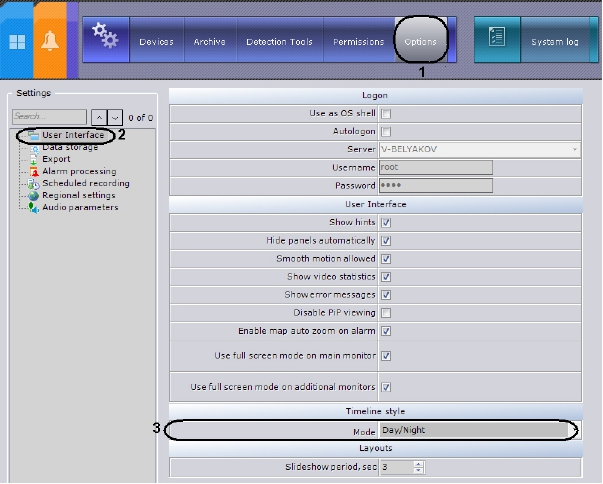 Devices
Archive
Detection Tools
Permissions
Options
System log
1
Settings
Search...
0 of 0
User Interface
2
Data storage
Export
Alarm processing
Scheduled recording
Regional settings
Audio parameters
Logon
Use as OS shell
Autologon
Server V-BELYAKOV
Username root
Password ••••
User Interface
Show hints
Hide panels automatically
Smooth motion allowed
Show video statistics
Show error messages
Disable PiP viewing
Enable map auto zoom on alarm
Use full screen mode on main monitor
Use full screen mode on additional monitors
Timeline style
3
Mode Day/Night
Layouts
Slideshow period, sec 3